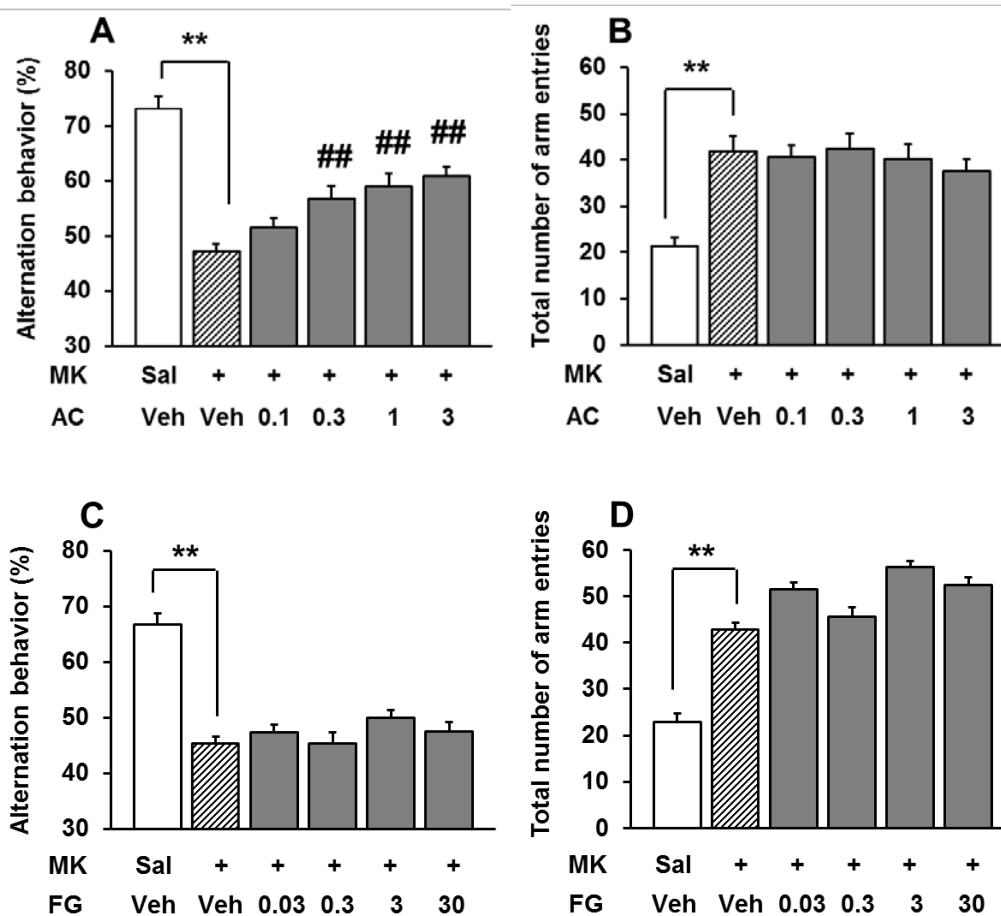 A
**
Alternation behavior (%)
80
70
60
50
40
30
## ## ##
MK Sal + + + + +
AC Veh Veh 0.1 0.3 1 3
B
**
Total number of arm entries
60
50
40
30
20
10
0
MK Sal + + + + +
AC Veh Veh 0.1 0.3 1 3
C
**
Alternation behavior (%)
80
70
60
50
40
30
MK Sal + + + + +
FG Veh Veh 0.03 0.3 3 30
D
**
Total number of arm entries
60
50
40
30
20
10
0
MK Sal + + + + +
FG Veh Veh 0.03 0.3 3 30